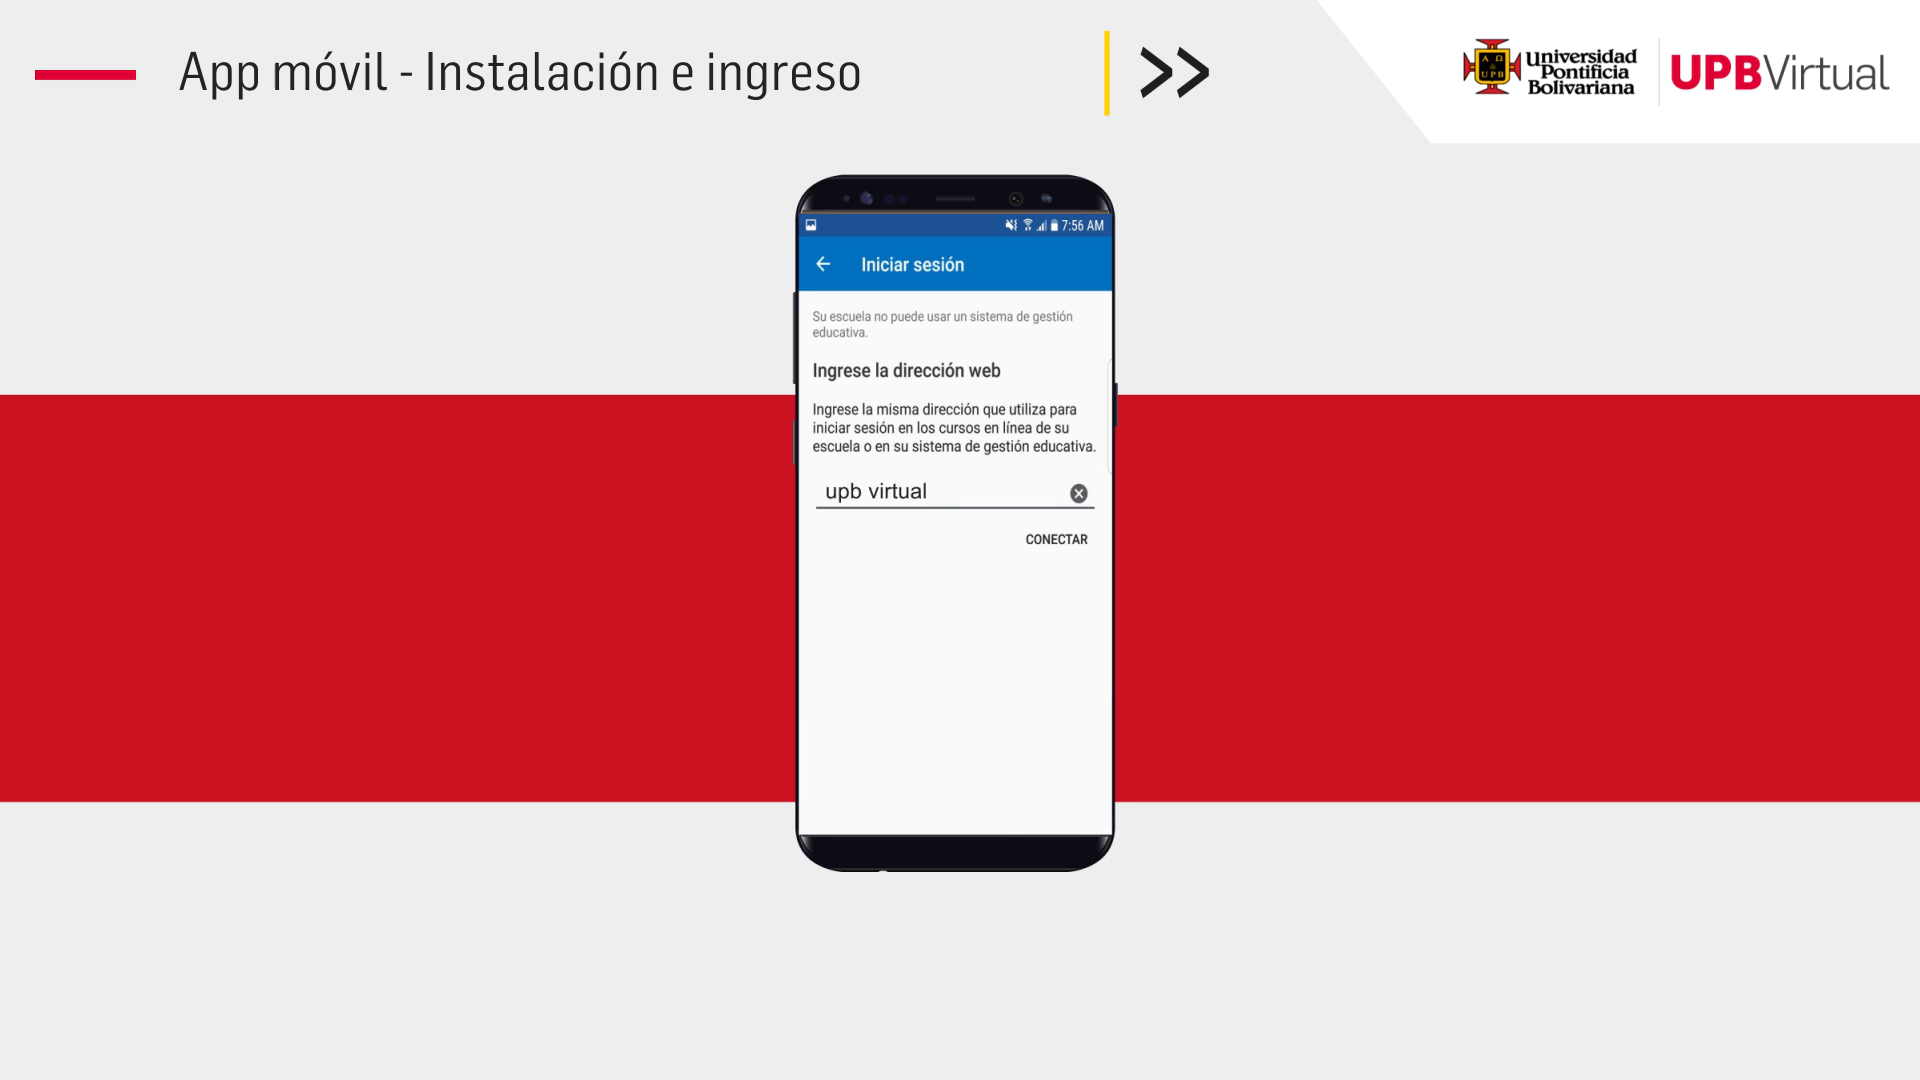 App móvil - Instalación e ingreso
Universidad
Pontificia
Bolivariana
UPBVirtual
A Ω
UPB
7:56 AM
Iniciar sesión
Su escuela no puede usar un sistema de gestión
educativa.
Ingrese la dirección web
Ingrese la misma dirección que utiliza para
iniciar sesión en los cursos en línea de su
escuela o en su sistema de gestión educativa.
upb virtual
CONECTAR